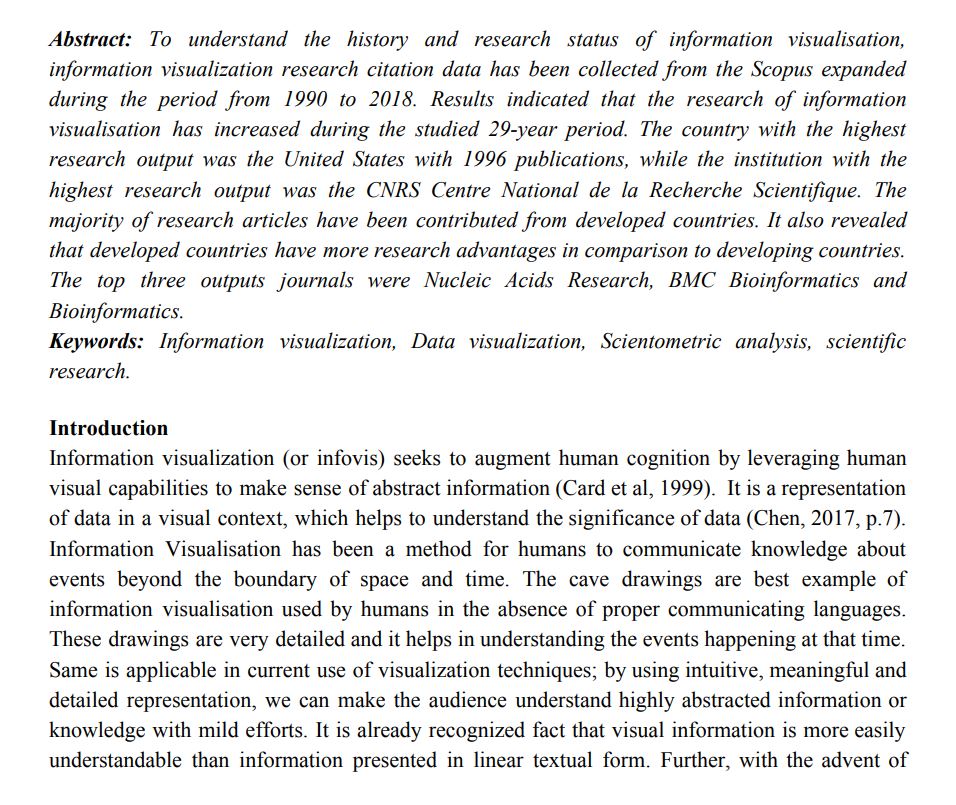 Abstract: To understand the history and research status of information visualisation,
information visualization research citation data has been collected from the Scopus expanded
during the period from 1990 to 2018. Results indicated that the research of information
visualisation has increased during the studied 29-year period. The country with the highest
research output was the United States with 1996 publications, while the institution with the
highest research output was the CNRS Centre National de la Recherche Scientifique. The
majority of research articles have been contributed from developed countries. It also revealed
that developed countries have more research advantages in comparison to developing countries.
The top three outputs journals were Nucleic Acids Research, BMC Bioinformatics and
Bioinformatics.
Keywords: Information visualization, Data visualization, Scientometric analysis, scientific
research.
Introduction
Information visualization (or infovis) seeks to augment human cognition by leveraging human
visual capabilities to make sense of abstract information (Card et al, 1999). It is a representation
of data in a visual context, which helps to understand the significance of data (Chen, 2017, p.7).
Information Visualisation has been a method for humans to communicate knowledge about
events beyond the boundary of space and time. The cave drawings are best example of
information visualisation used by humans in the absence of proper communicating languages.
These drawings are very detailed and it helps in understanding the events happening at that time.
Same is applicable in current use of visualization techniques; by using intuitive, meaningful and
detailed representation, we can make the audience understand highly abstracted information or
knowledge with mild efforts. It is already recognized fact that visual information is more easily
understandable than information presented in linear textual form. Further, with the advent of